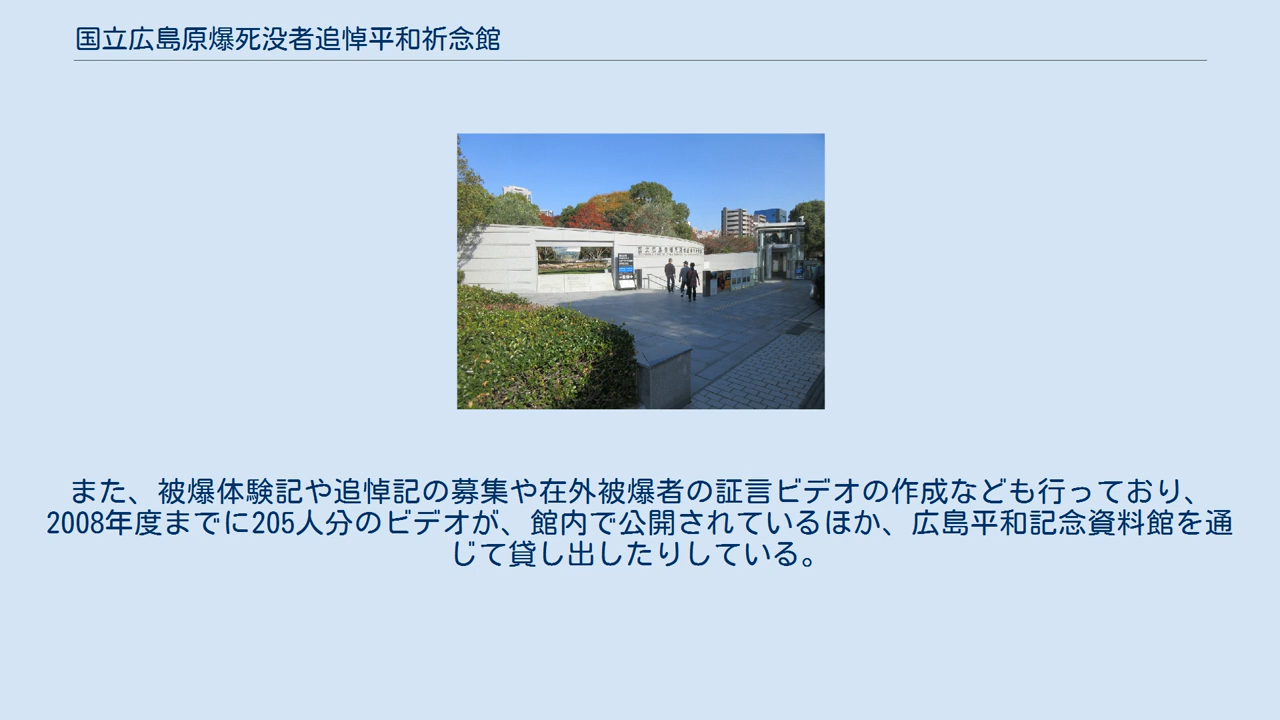 国立広島原爆死没者追悼平和祈念館
また、被爆体験記や追悼記の募集や在外被爆者の証言ビデオの作成なども行っており、
2008年度までに205人分のビデオが、館内で公開されているほか、広島平和記念資料館を通
じて貸し出したりしている。